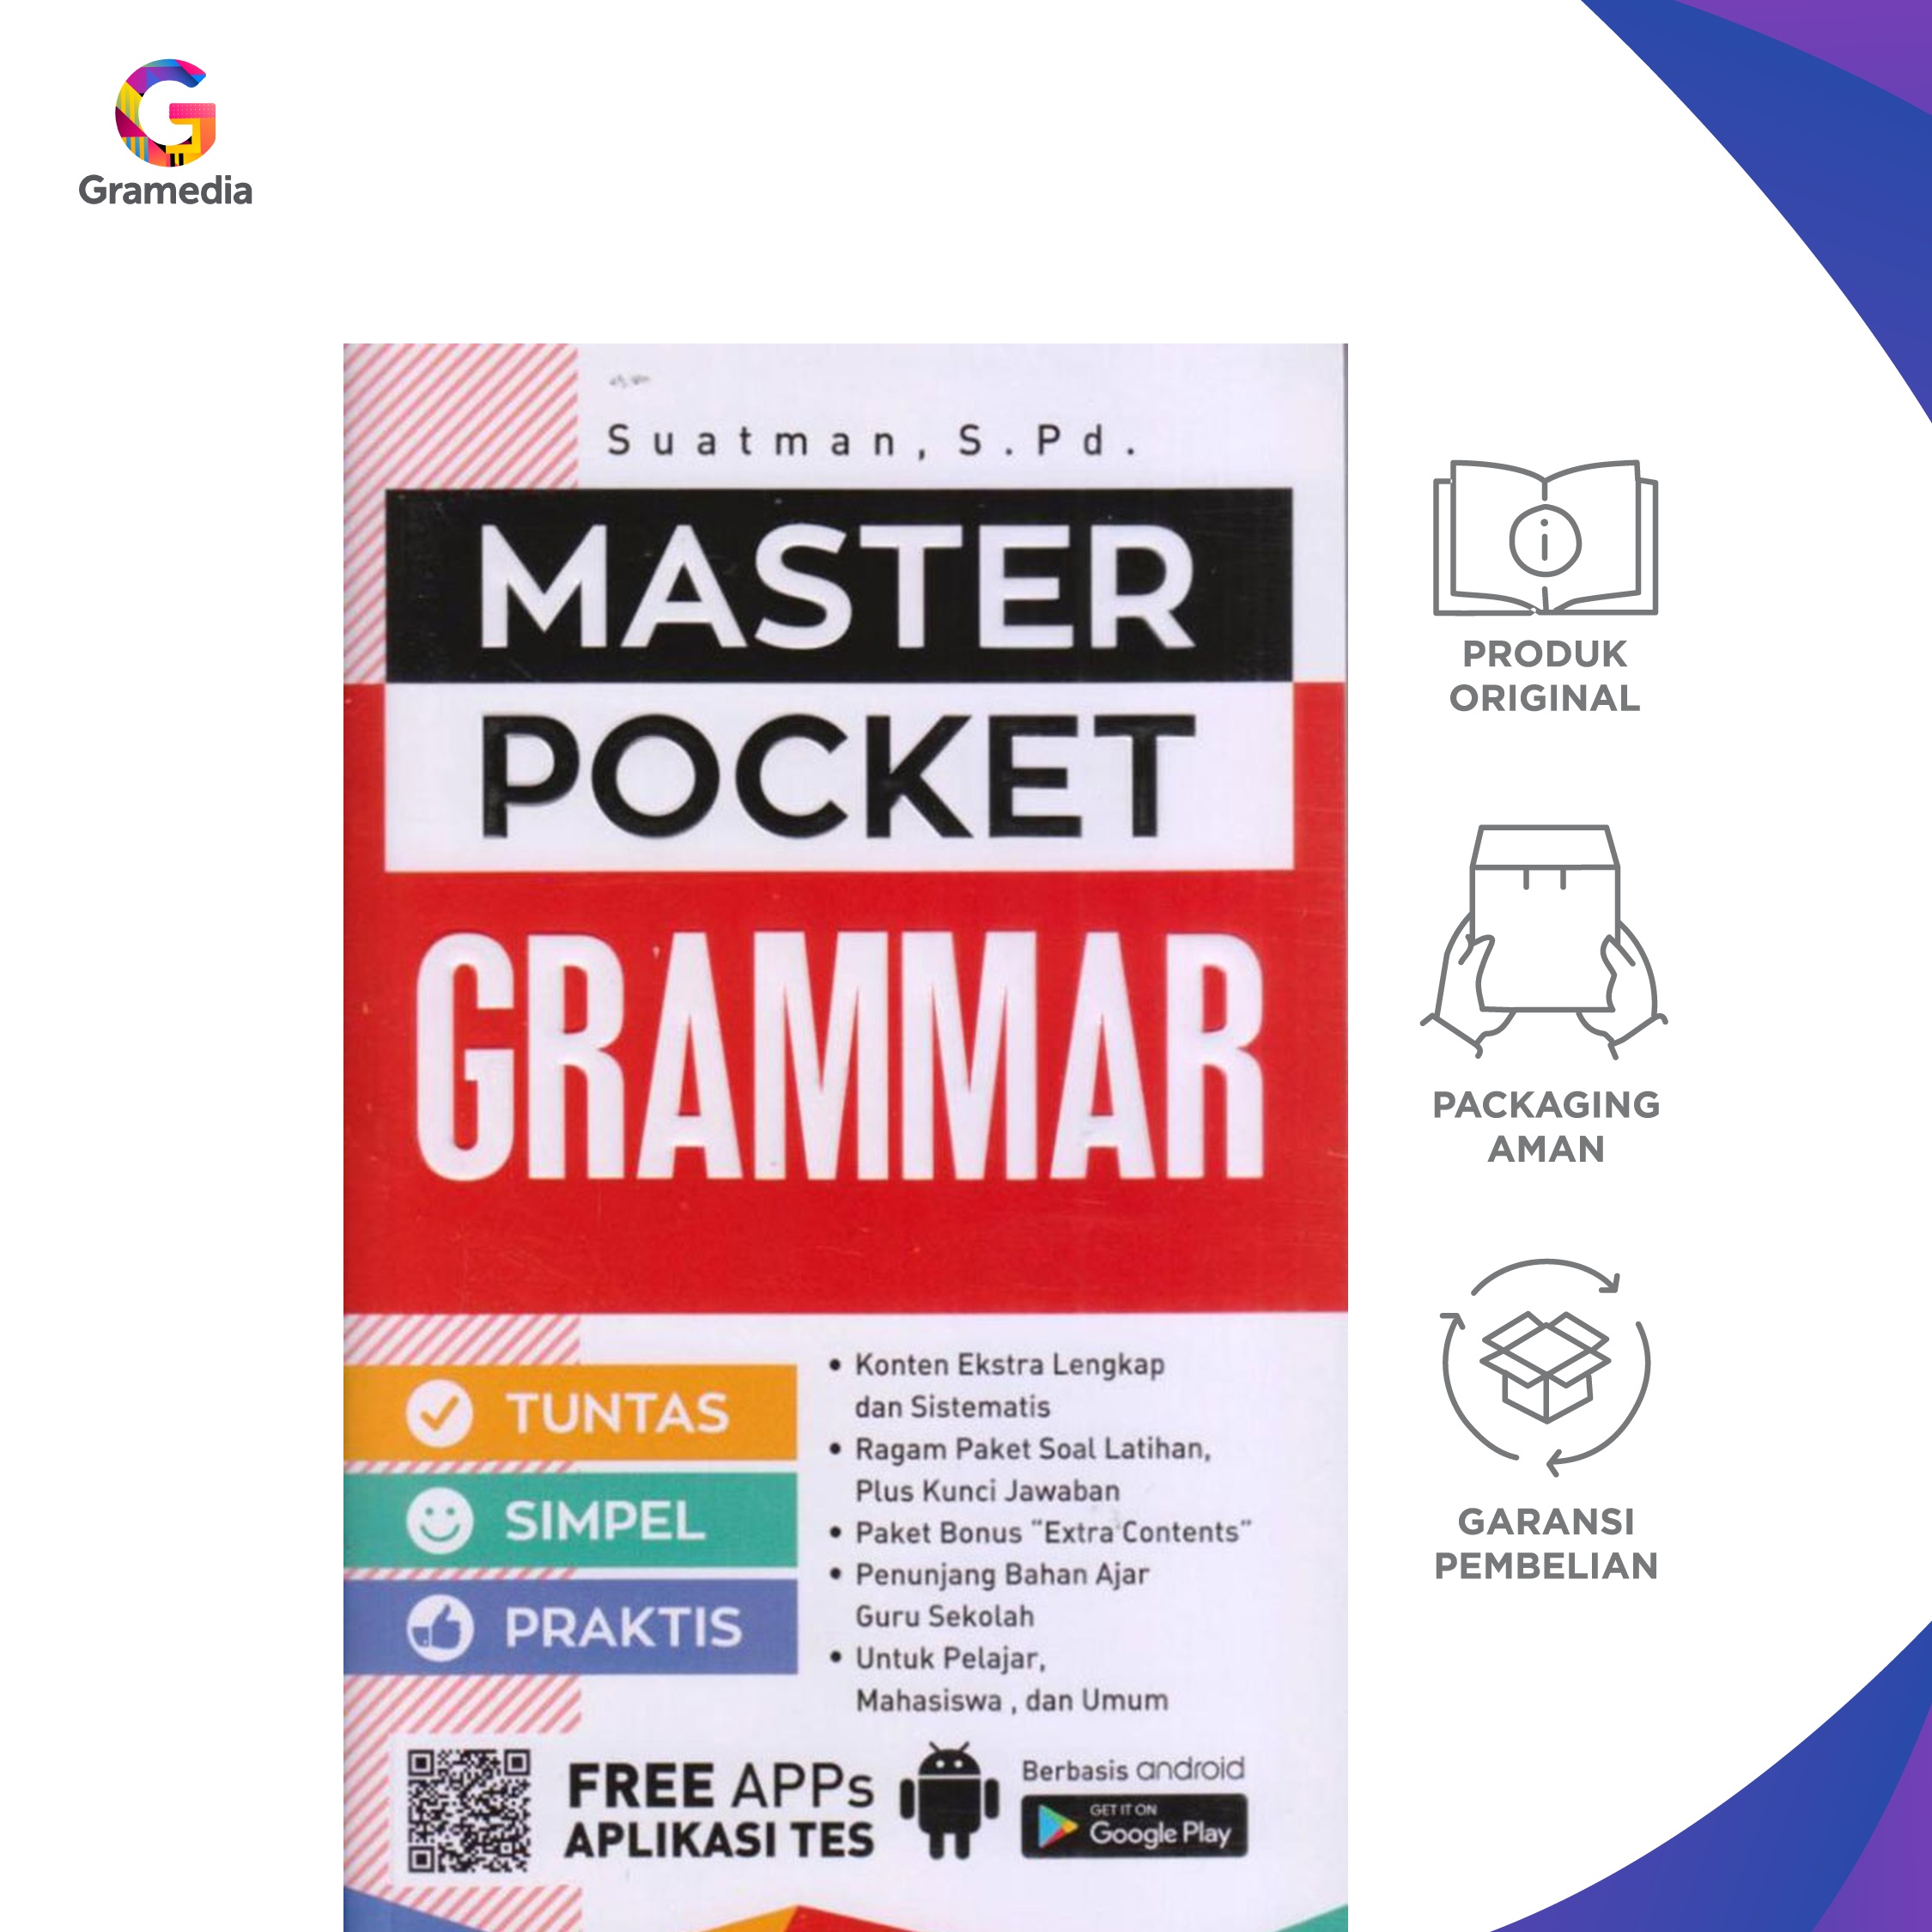 Gramedia
Suatman, S.Pd.
MASTER
POCKET
GRAMMAR
TUNTAS
SIMPEL
PRAKTIS
• Konten Ekstra Lengkap
dan Sistematis
• Ragam Paket Soal Latihan,
Plus Kunci Jawaban
• Paket Bonus "Extra Contents"
• Penunjang Bahan Ajar
Guru Sekolah
• Untuk Pelajar,
Mahasiswa , dan Umum
FREE APPs
APLIKASI TES
Berbasis android
GET IT ON
Google Play
PRODUK
ORIGINAL
PACKAGING
AMAN
GARANSI
PEMBELIAN